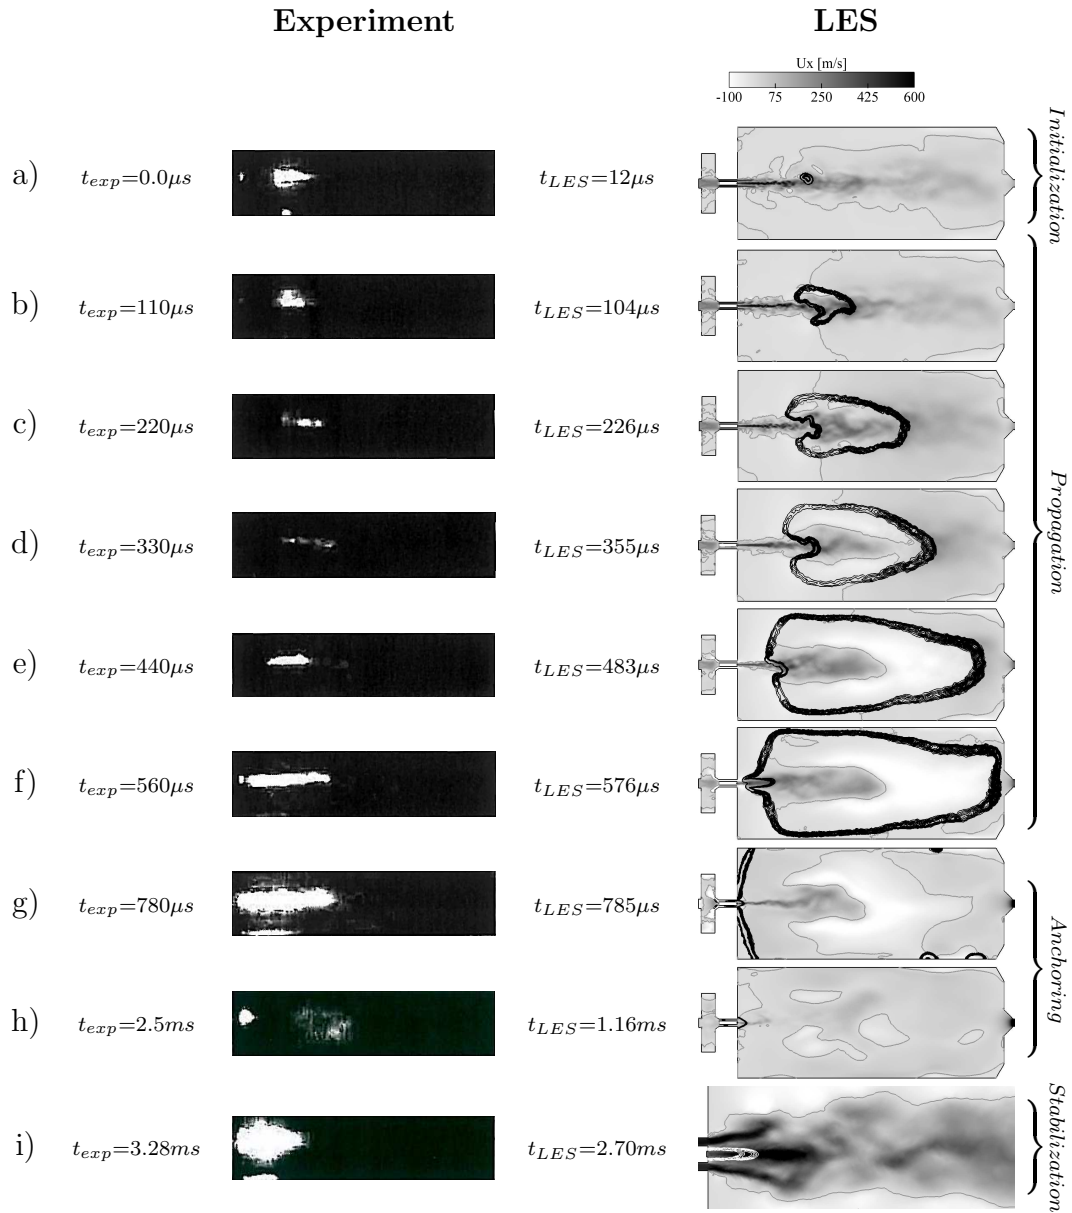 Experiment LES
Ux [m/s]
-100 75 250 425 600
Initialization
a) t_exp=0.0μs t_LES=12μs
b) t_exp=110μs t_LES=104μs
c) t_exp=220μs t_LES=226μs
Propagation
d) t_exp=330μs t_LES=355μs
e) t_exp=440μs t_LES=483μs
f) t_exp=560μs t_LES=576μs
g) t_exp=780μs t_LES=785μs
Anchoring
h) t_exp=2.5ms t_LES=1.16ms
i) t_exp=3.28ms t_LES=2.70ms
Stabilization